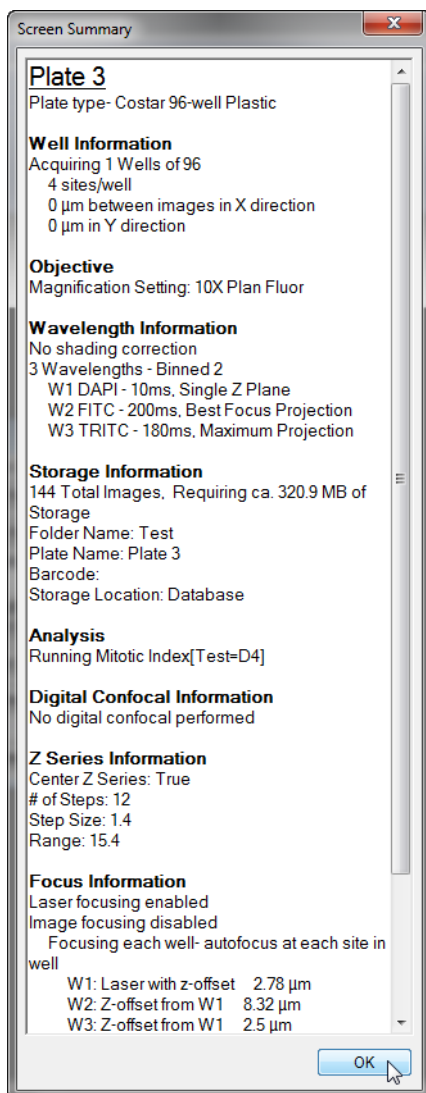 Screen Summary
Plate 3
Plate type- Costar 96-well Plastic
Well Information
Acquiring 1 Wells of 96
4 sites/well
0 µm between images in X direction
0 µm in Y direction
Objective
Magnification Setting: 10X Plan Fluor
Wavelength Information
No shading correction
3 Wavelengths - Binned 2
W1 DAPI - 10ms, Single Z Plane
W2 FITC - 200ms, Best Focus Projection
W3 TRITC - 180ms, Maximum Projection
Storage Information
144 Total Images,  Requiring ca. 320.9 MB of
Storage
Folder Name: Test
Plate Name: Plate 3
Barcode:
Storage Location: Database
Analysis
Running Mitotic Index[Test=D4]
Digital Confocal Information
No digital confocal performed
Z Series Information
Center Z Series: True
# of Steps: 12
Step Size: 1.4
Range: 15.4
Focus Information
Laser focusing enabled
Image focusing disabled
Focusing each well- autofocus at each site in
well
W1: Laser with z-offset    2.78 µm
W2: Z-offset from W1    8.32 µm
W3: Z-offset from W1    2.5 µm
OK